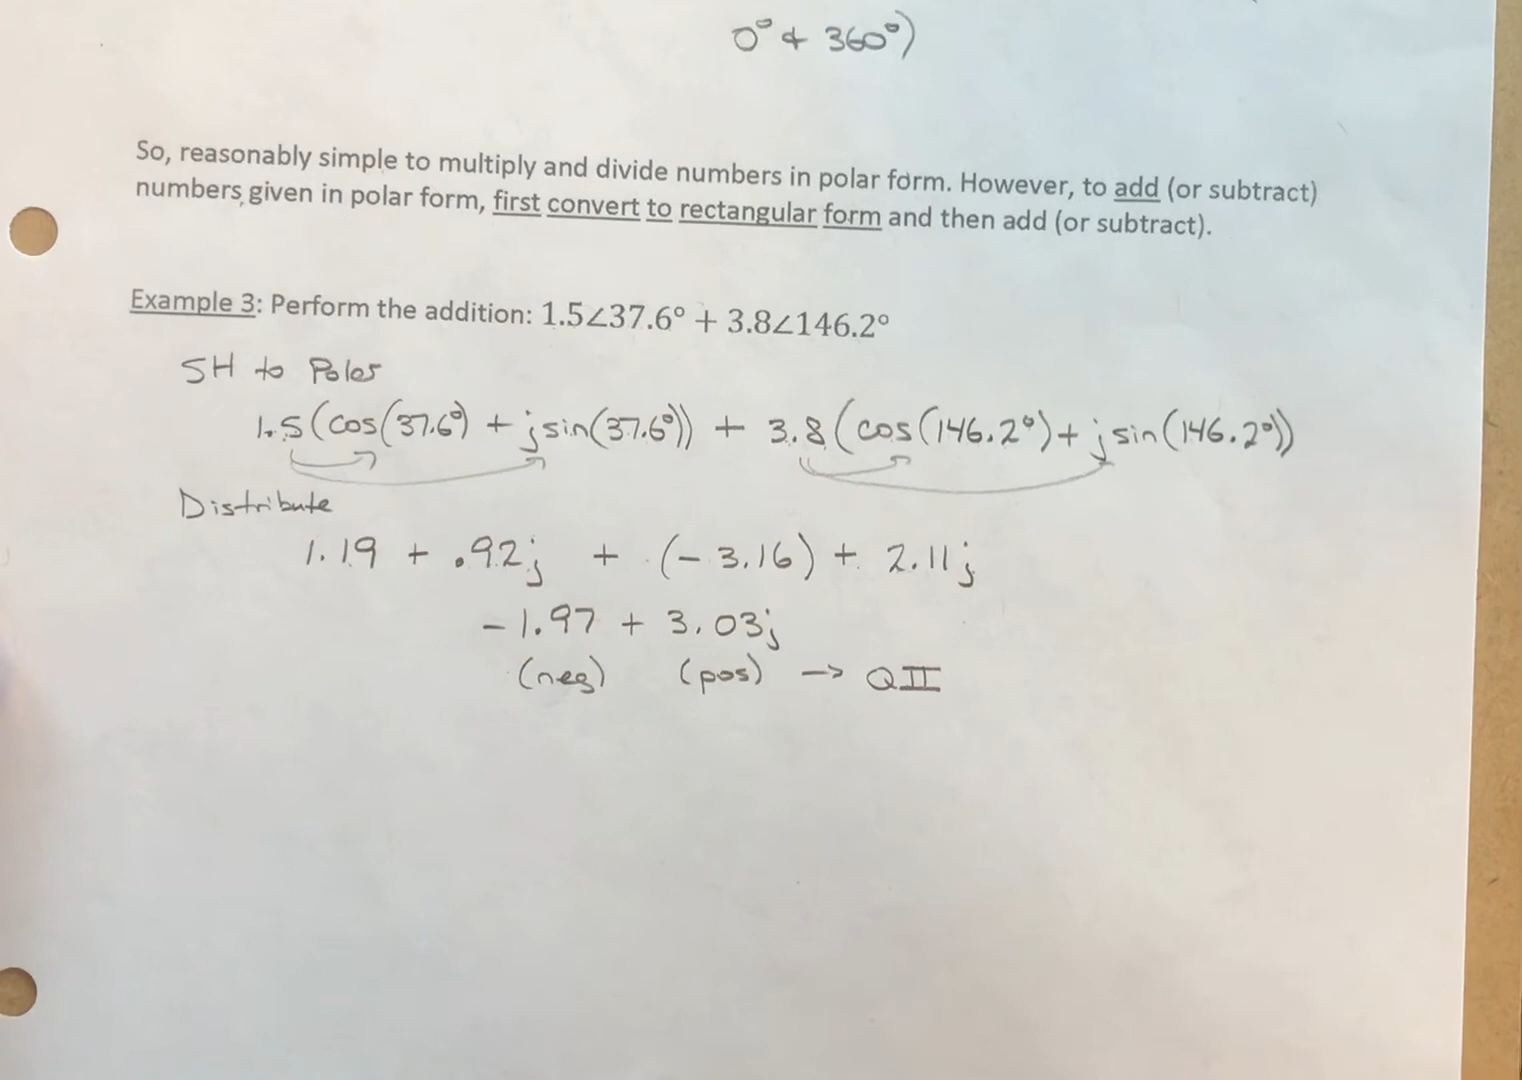 0° & 360°)
So, reasonably simple to multiply and divide numbers in polar form. However, to add (or subtract)
numbers given in polar form, first convert to rectangular form and then add (or subtract).
Example 3: Perform the addition: 1.5∠37.6° + 3.8∠146.2°
SH to Polar
1.5(cos(37.6°) + jsin(37.6°)) + 3.8(cos(146.2°) + jsin(146.2°))
Distribute
1.19 + .92j + (-3.16) + 2.11j
-1.97 + 3.03j
(neg) (pos) → QII